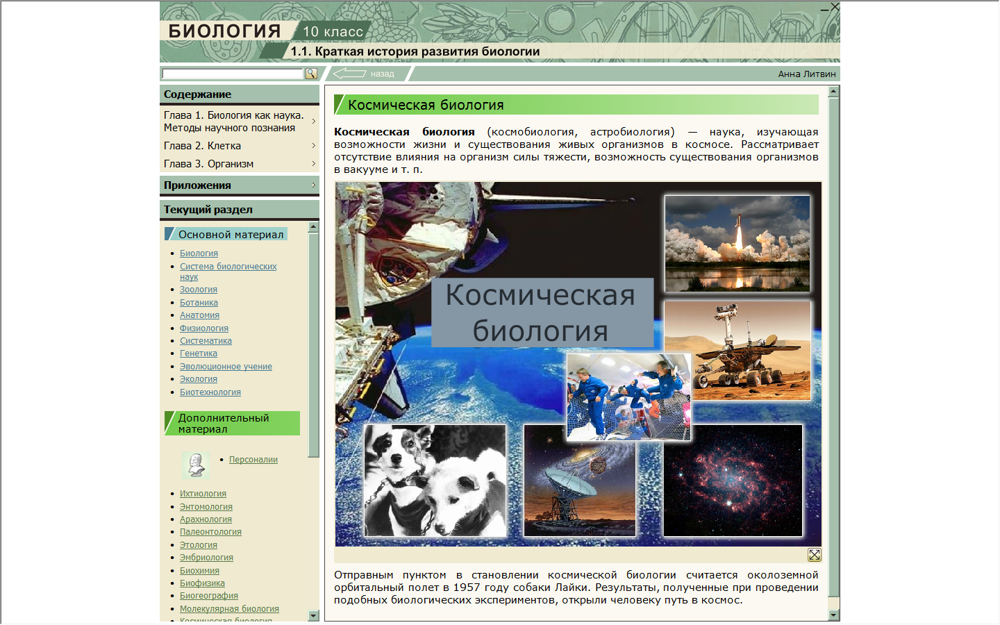 БИОЛОГИЯ
10 класс
1.1. Краткая история развития биологии
назад
Анна Литвин
Содержание
Глава 1. Биология как наука.
Методы научного познания
Глава 2. Клетка
Глава 3. Организм
Приложения
Текущий раздел
Основной материал
Биология
Система биологических
наук
Зоология
Ботаника
Анатомия
Физиология
Систематика
Генетика
Эволюционное учение
Экология
Биотехнология
Дополнительный
материал
Персоналии
Ихтиология
Энтомология
Арахнология
Палеонтология
Этология
Эмбриология
Биохимия
Биофизика
Биогеография
Молекулярная биология
Космическая биология
Космическая биология
Космическая биология (космобиология, астробиология) — наука, изучающая
возможности жизни и существования живых организмов в космосе. Рассматривает
отсутствие влияния на организм силы тяжести, возможность существования организмов
в вакууме и т. п.
Космическая
биология
Отправным пунктом в становлении космической биологии считается околоземной
орбитальный полет в 1957 году собаки Лайки. Результаты, полученные при проведении
подобных биологических экспериментов, открыли человеку путь в космос.